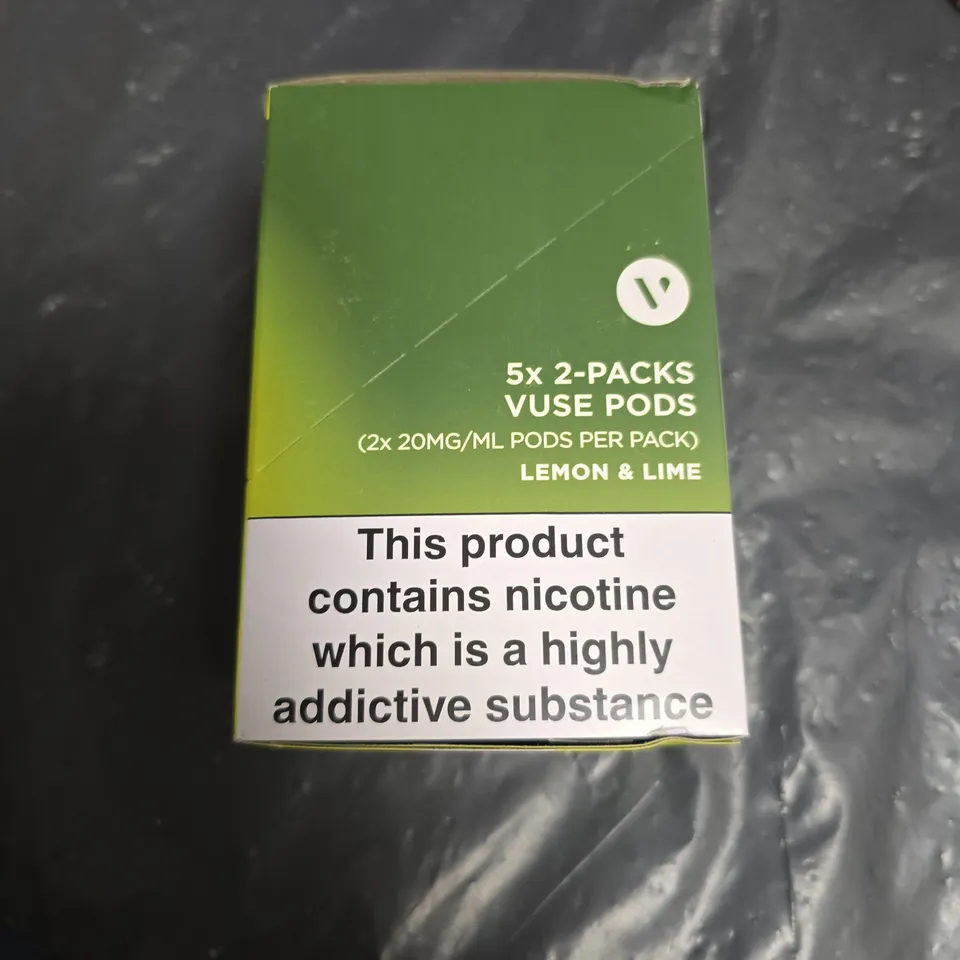 V
5x 2-PACKS
VUSE PODS
(2x 20MG/ML PODS PER PACK)
LEMON & LIME
This product
contains nicotine
which is a highly
addictive substance